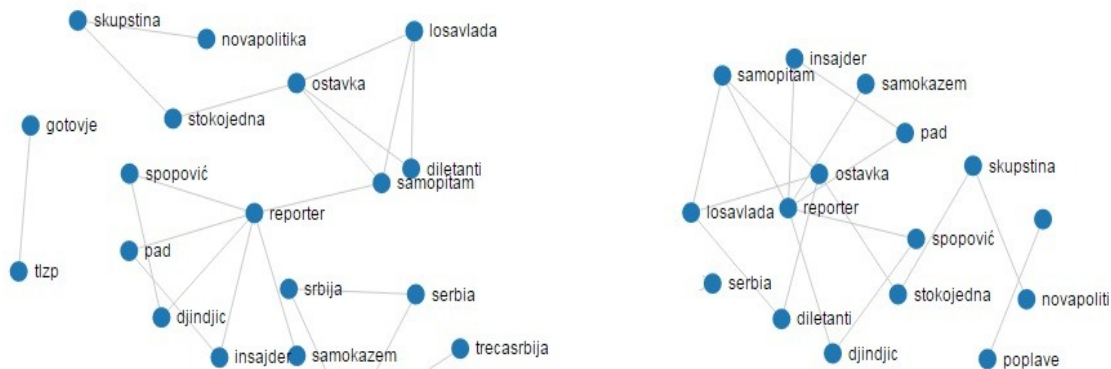 skupstina
novapolitika
losavlada
ostavka
stokojedna
gotovje
diletanti
samopitam
spopović
reporter
pad
tlzp
srbija
serbia
djindjic
insajder
samokazem
trecasrbija
insajder
samopitam
samokazem
pad
skupstina
ostavka
losavlada
reporter
spopović
serbia
stokojedna
novapoliti
diletanti
djindjic
poplave